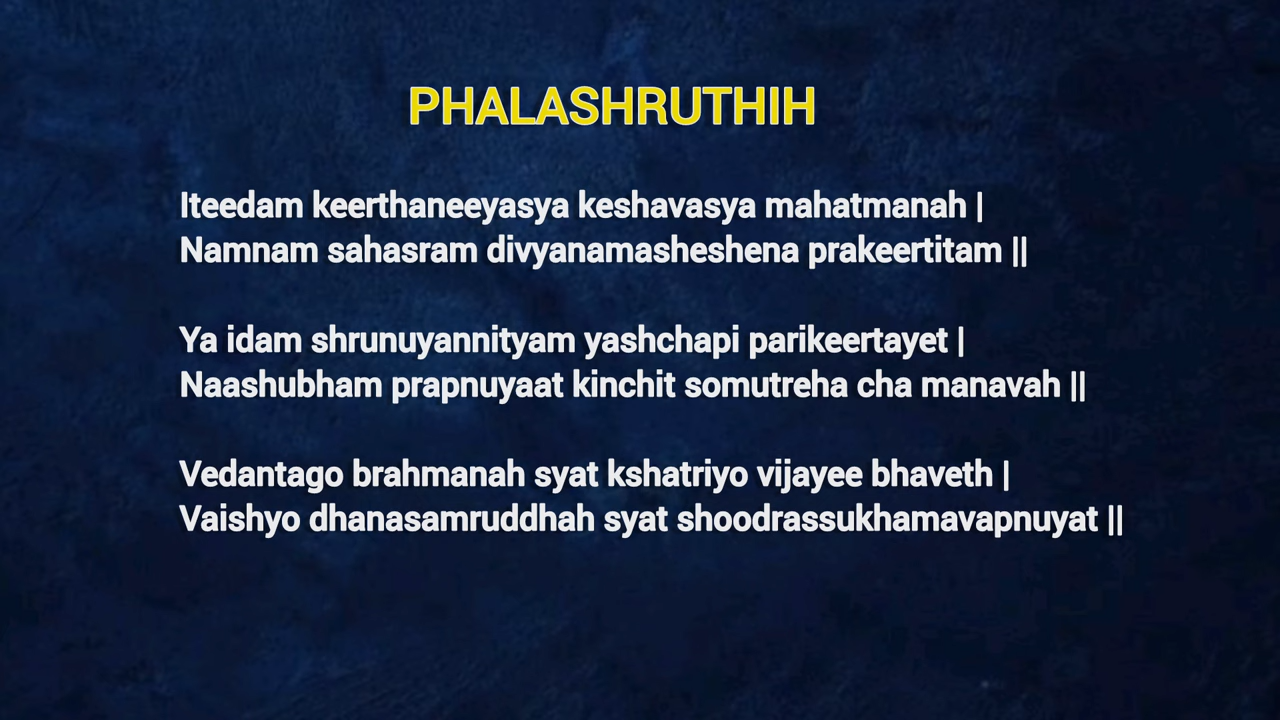 PHALASHRUTHIH
Iteedam keerthaneeyasya keshavasya mahatmanah |
Namnam sahasram divyanamasheshena prakeertitam ||
Ya idam shrunuyannityam yashchapi parikeertayet |
Naashubham prapnuyaat kinchit somutreha cha manavah ||
Vedantago brahmanah syat kshatriyo vijayee bhaveth |
Vaishyo dhanasamruddhah syat shoodrassukhamavapnuyat ||